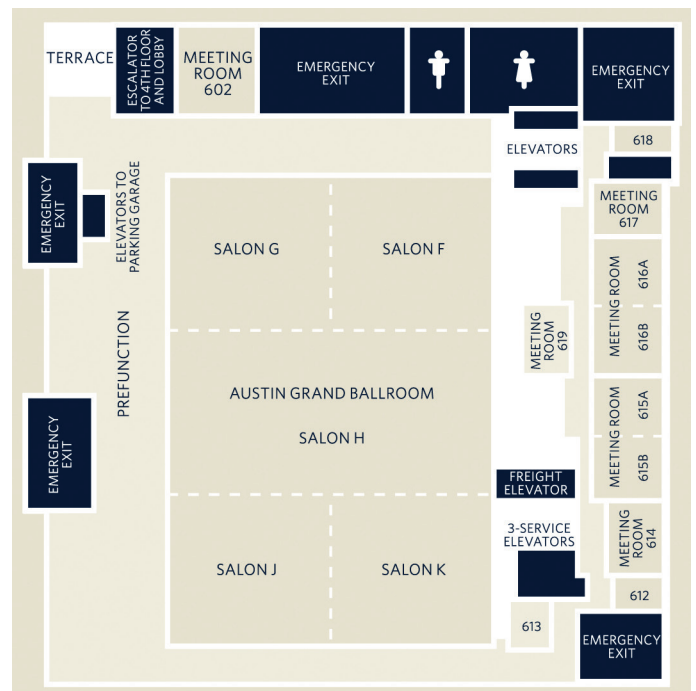 TERRACE
ESCALATOR
TO 4TH FLOOR
AND LOBBY
MEETING
ROOM
602
EMERGENCY
EXIT
EMERGENCY
EXIT
ELEVATORS
618
EMERGENCY
EXIT
ELEVATORS TO
PARKING GARAGE
MEETING
ROOM
617
SALON G
SALON F
MEETING ROOM
616A
616B
PREFUNCTION
MEETING
ROOM
619
AUSTIN GRAND BALLROOM
SALON H
MEETING ROOM
615A
615B
EMERGENCY
EXIT
FREIGHT
ELEVATOR
3-SERVICE
ELEVATORS
MEETING
ROOM
614
SALON J
SALON K
612
613
EMERGENCY
EXIT